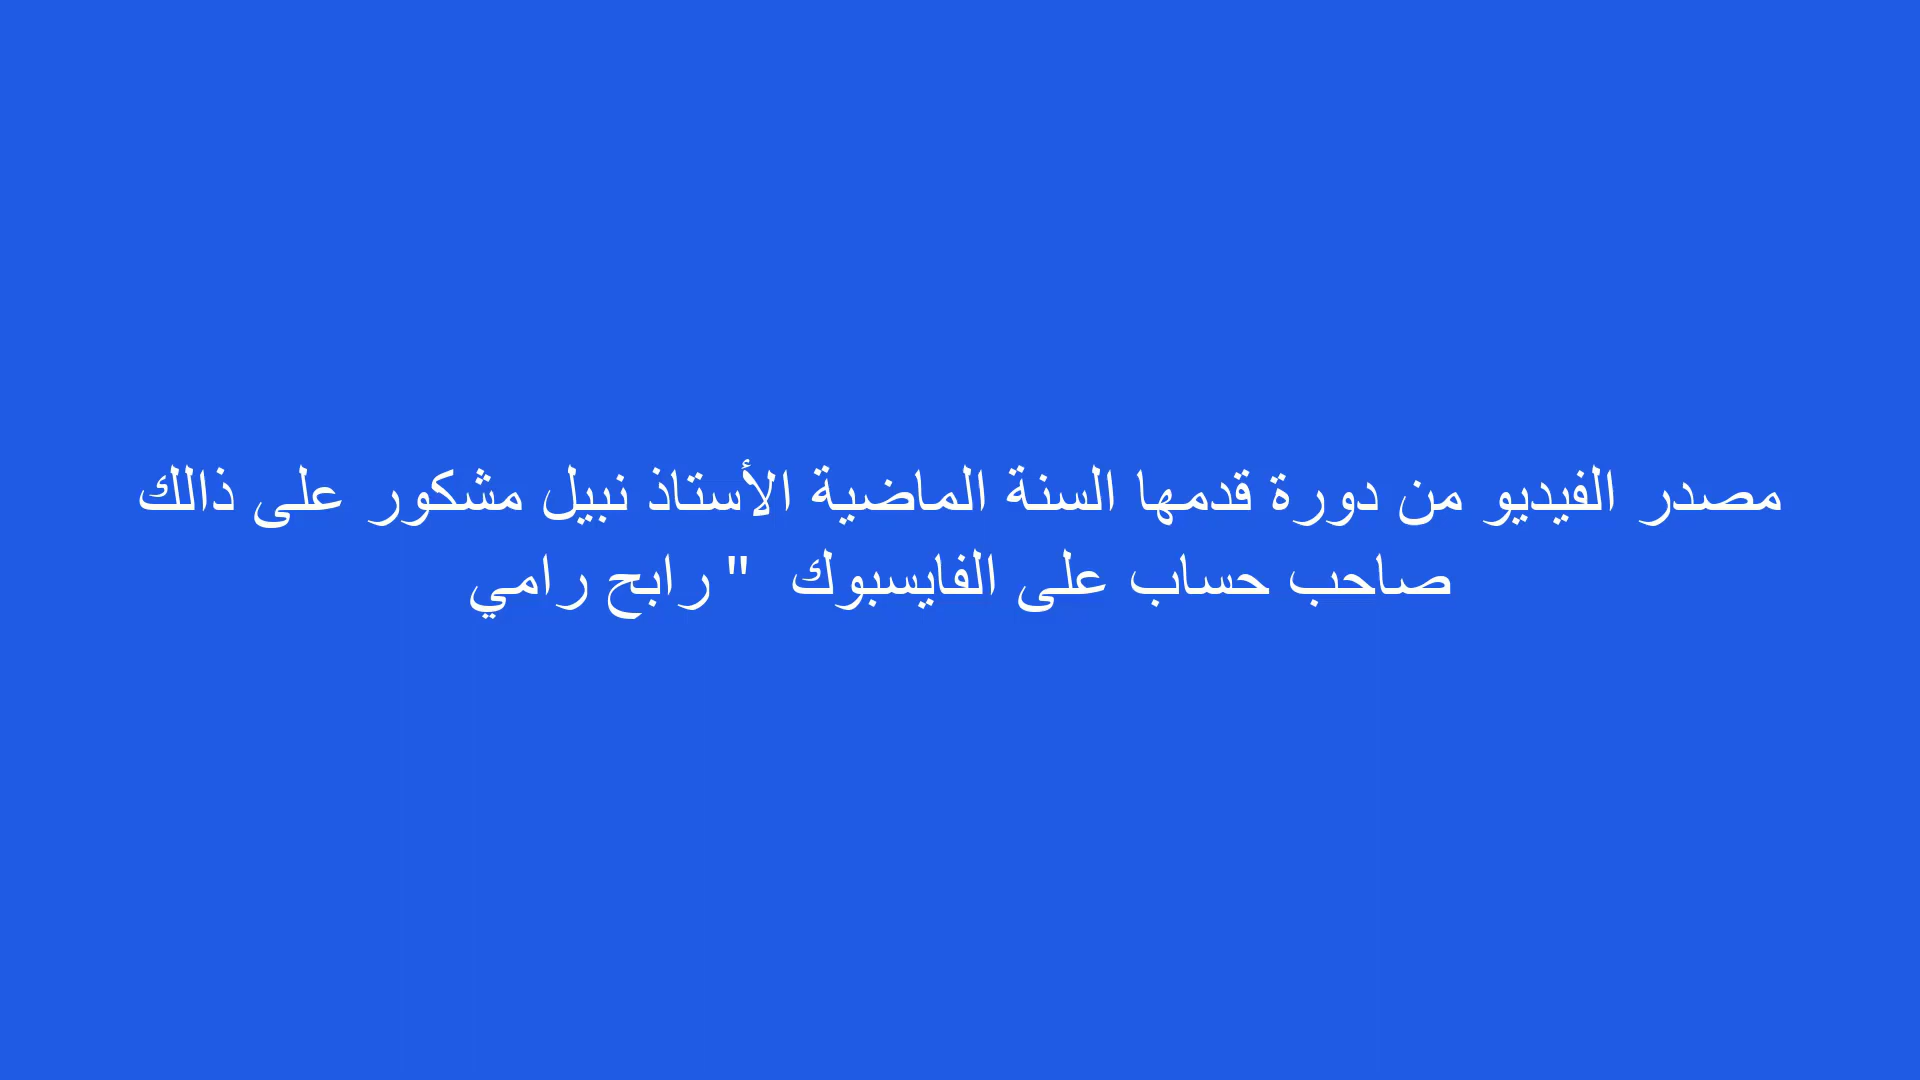 مصدر الفيديو من دورة قدمها السنة الماضية الأستاذ نبيل مشكور على ذالك
صاحب حساب على الفايسبوك " رابح رامي